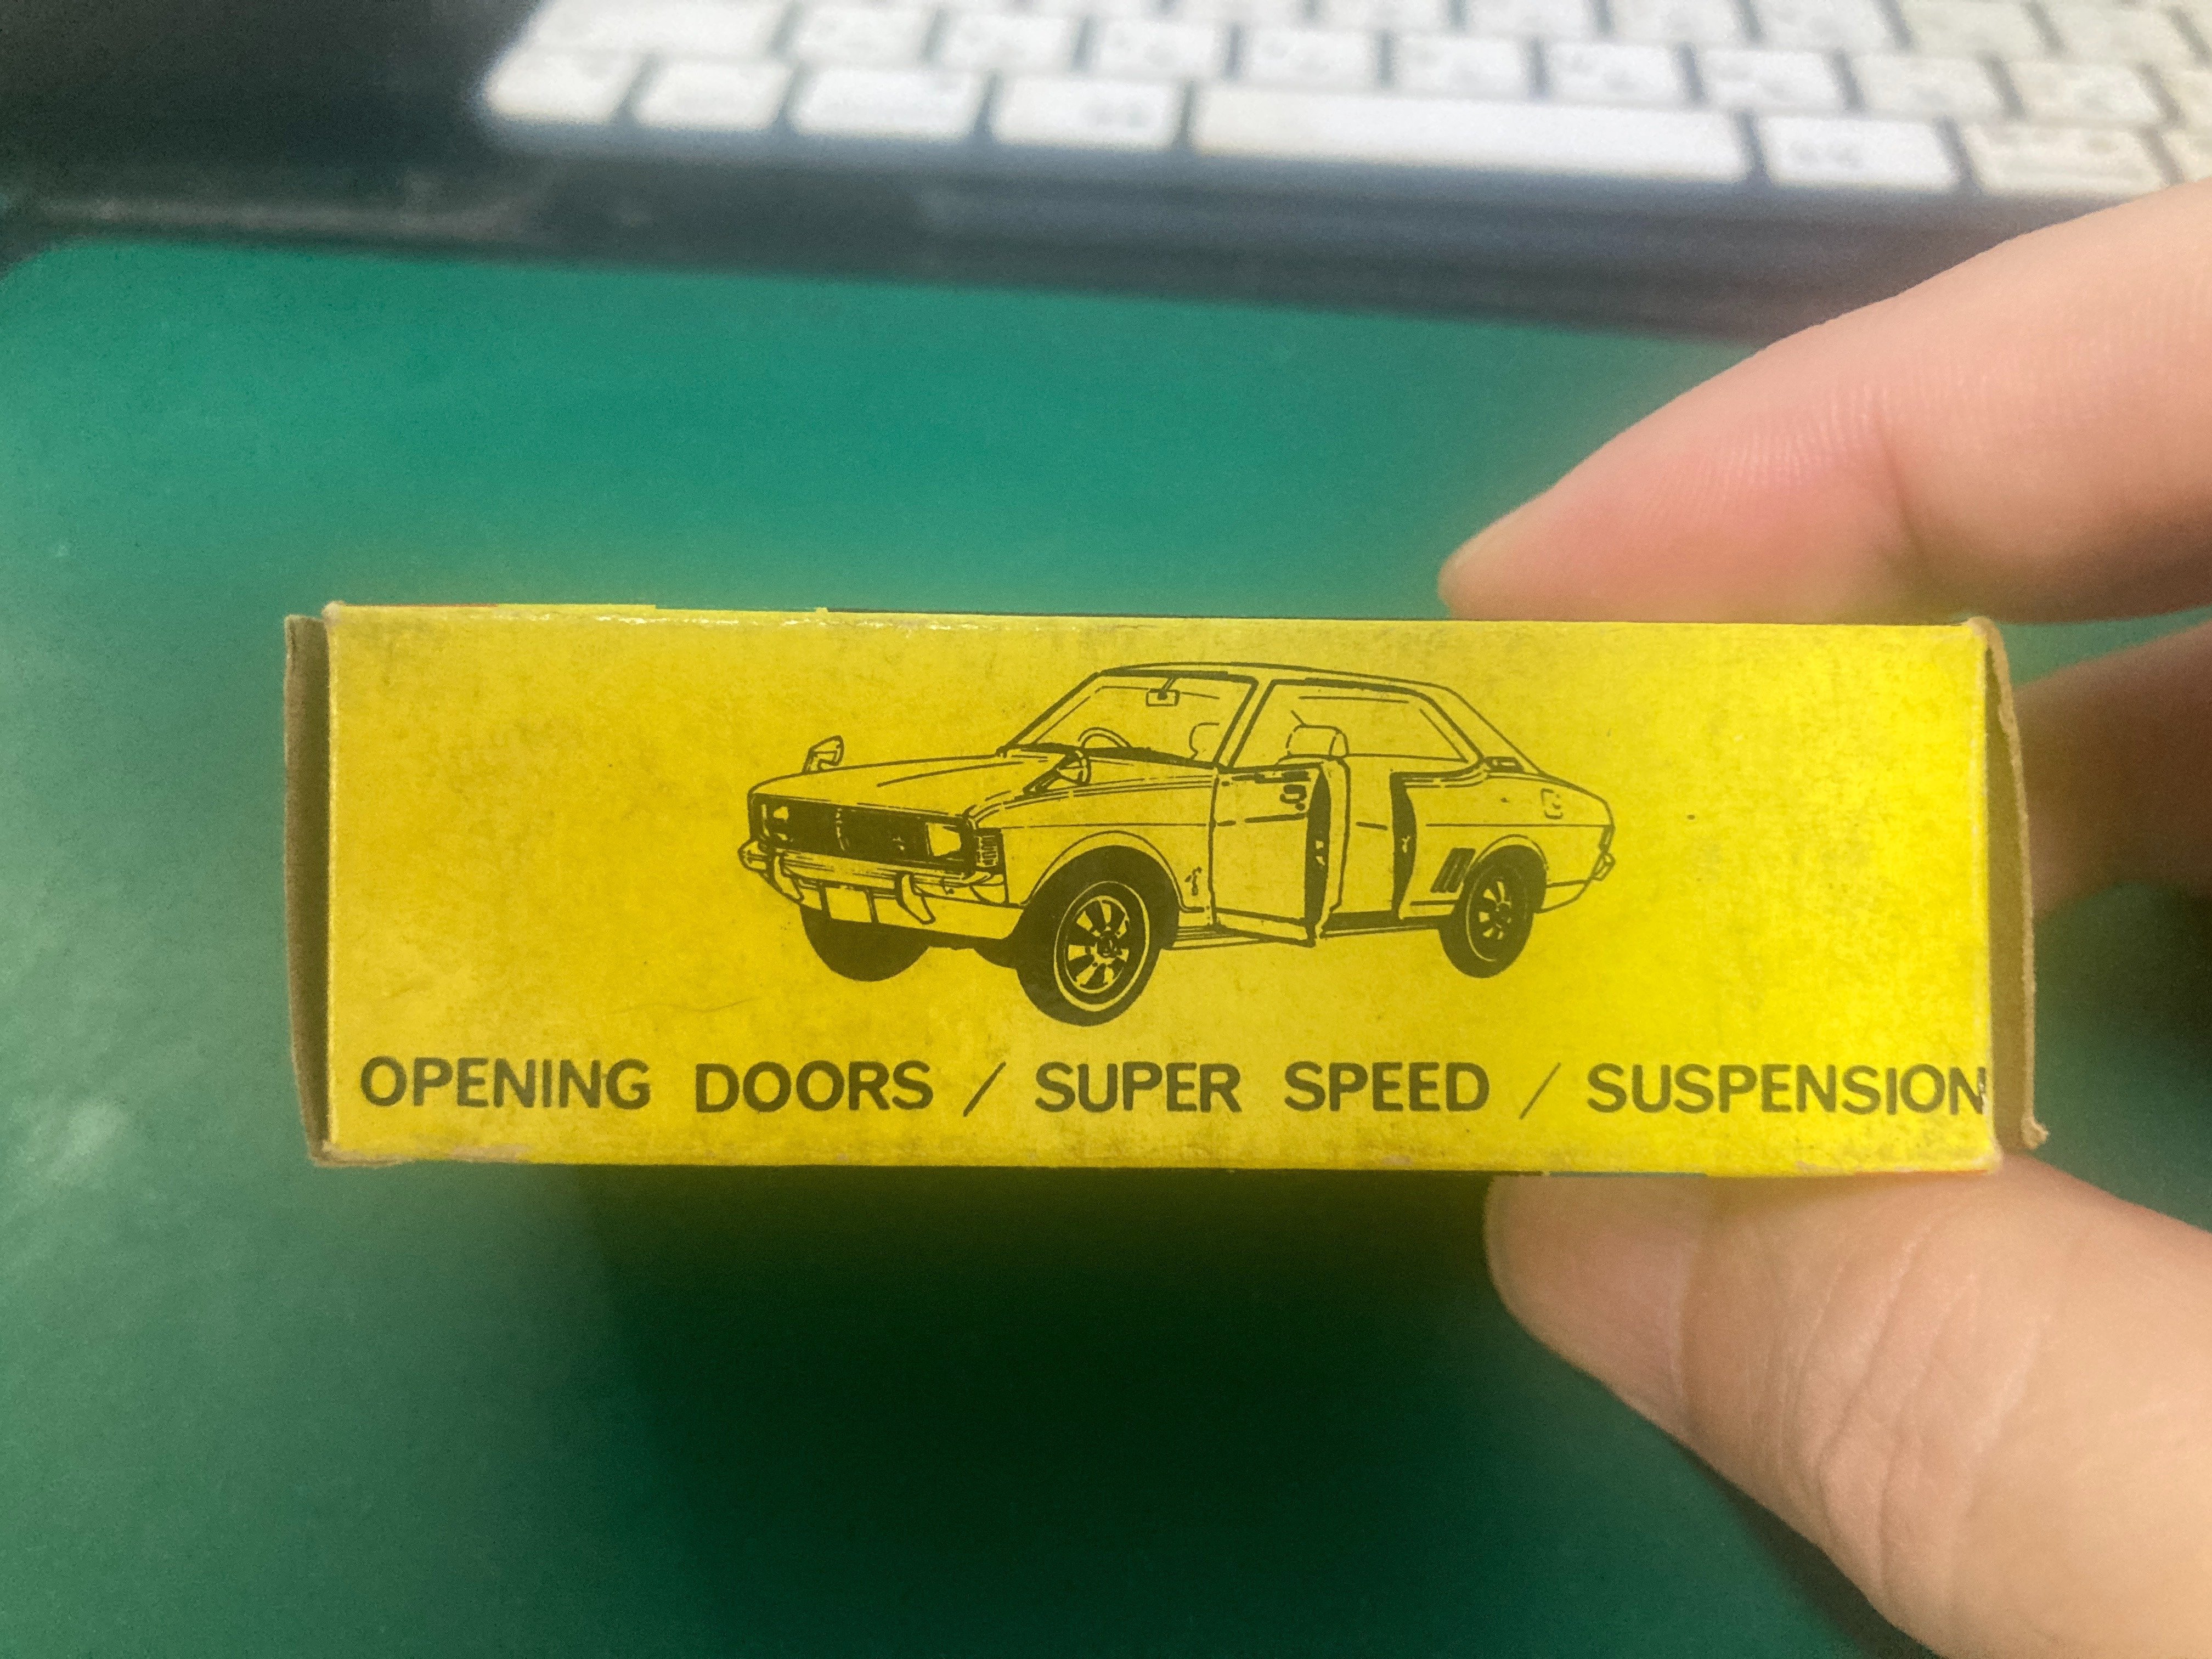 OPENING DOORS / SUPER SPEED / SUSPENSION